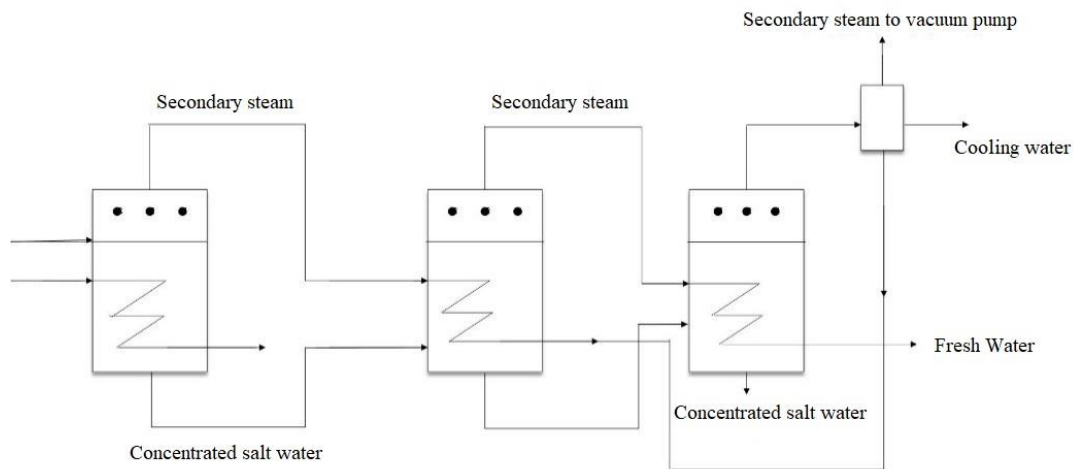 Secondary steam to vacuum pump
Secondary steam
Secondary steam
Cooling water
Fresh Water
Concentrated salt water
Concentrated salt water